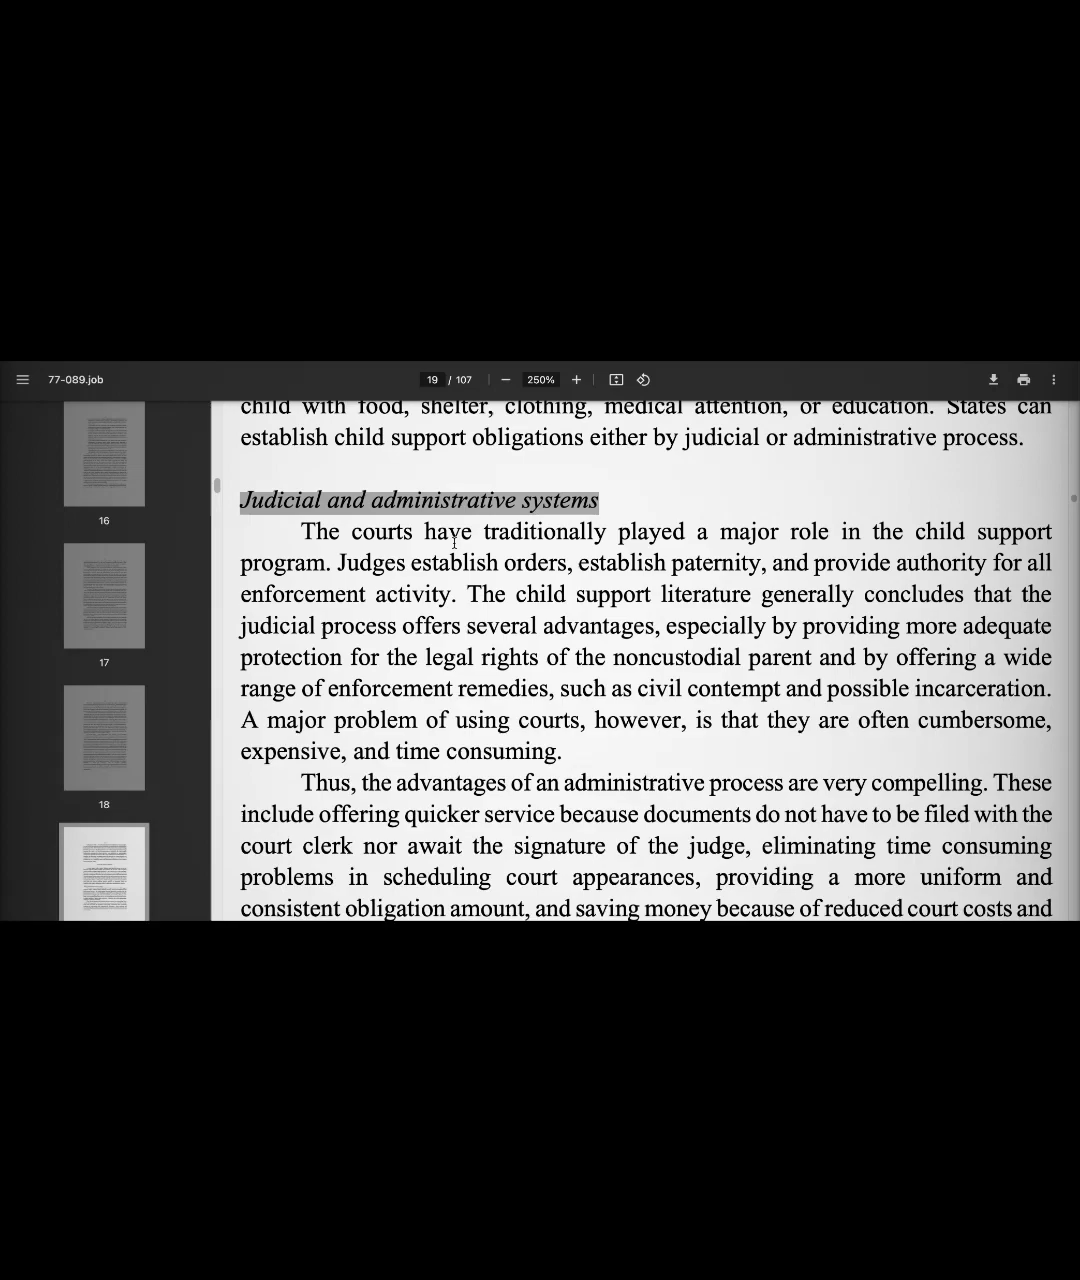 77-089.job
19 / 107
250%
child with food, shelter, clothing, medical attention, or education. States can
establish child support obligations either by judicial or administrative process.
Judicial and administrative systems
The courts have traditionally played a major role in the child support
program. Judges establish orders, establish paternity, and provide authority for all
enforcement activity. The child support literature generally concludes that the
judicial process offers several advantages, especially by providing more adequate
protection for the legal rights of the noncustodial parent and by offering a wide
range of enforcement remedies, such as civil contempt and possible incarceration.
A major problem of using courts, however, is that they are often cumbersome,
expensive, and time consuming.
Thus, the advantages of an administrative process are very compelling. These
include offering quicker service because documents do not have to be filed with the
court clerk nor await the signature of the judge, eliminating time consuming
problems in scheduling court appearances, providing a more uniform and
consistent obligation amount, and saving money because of reduced court costs and
16
17
18